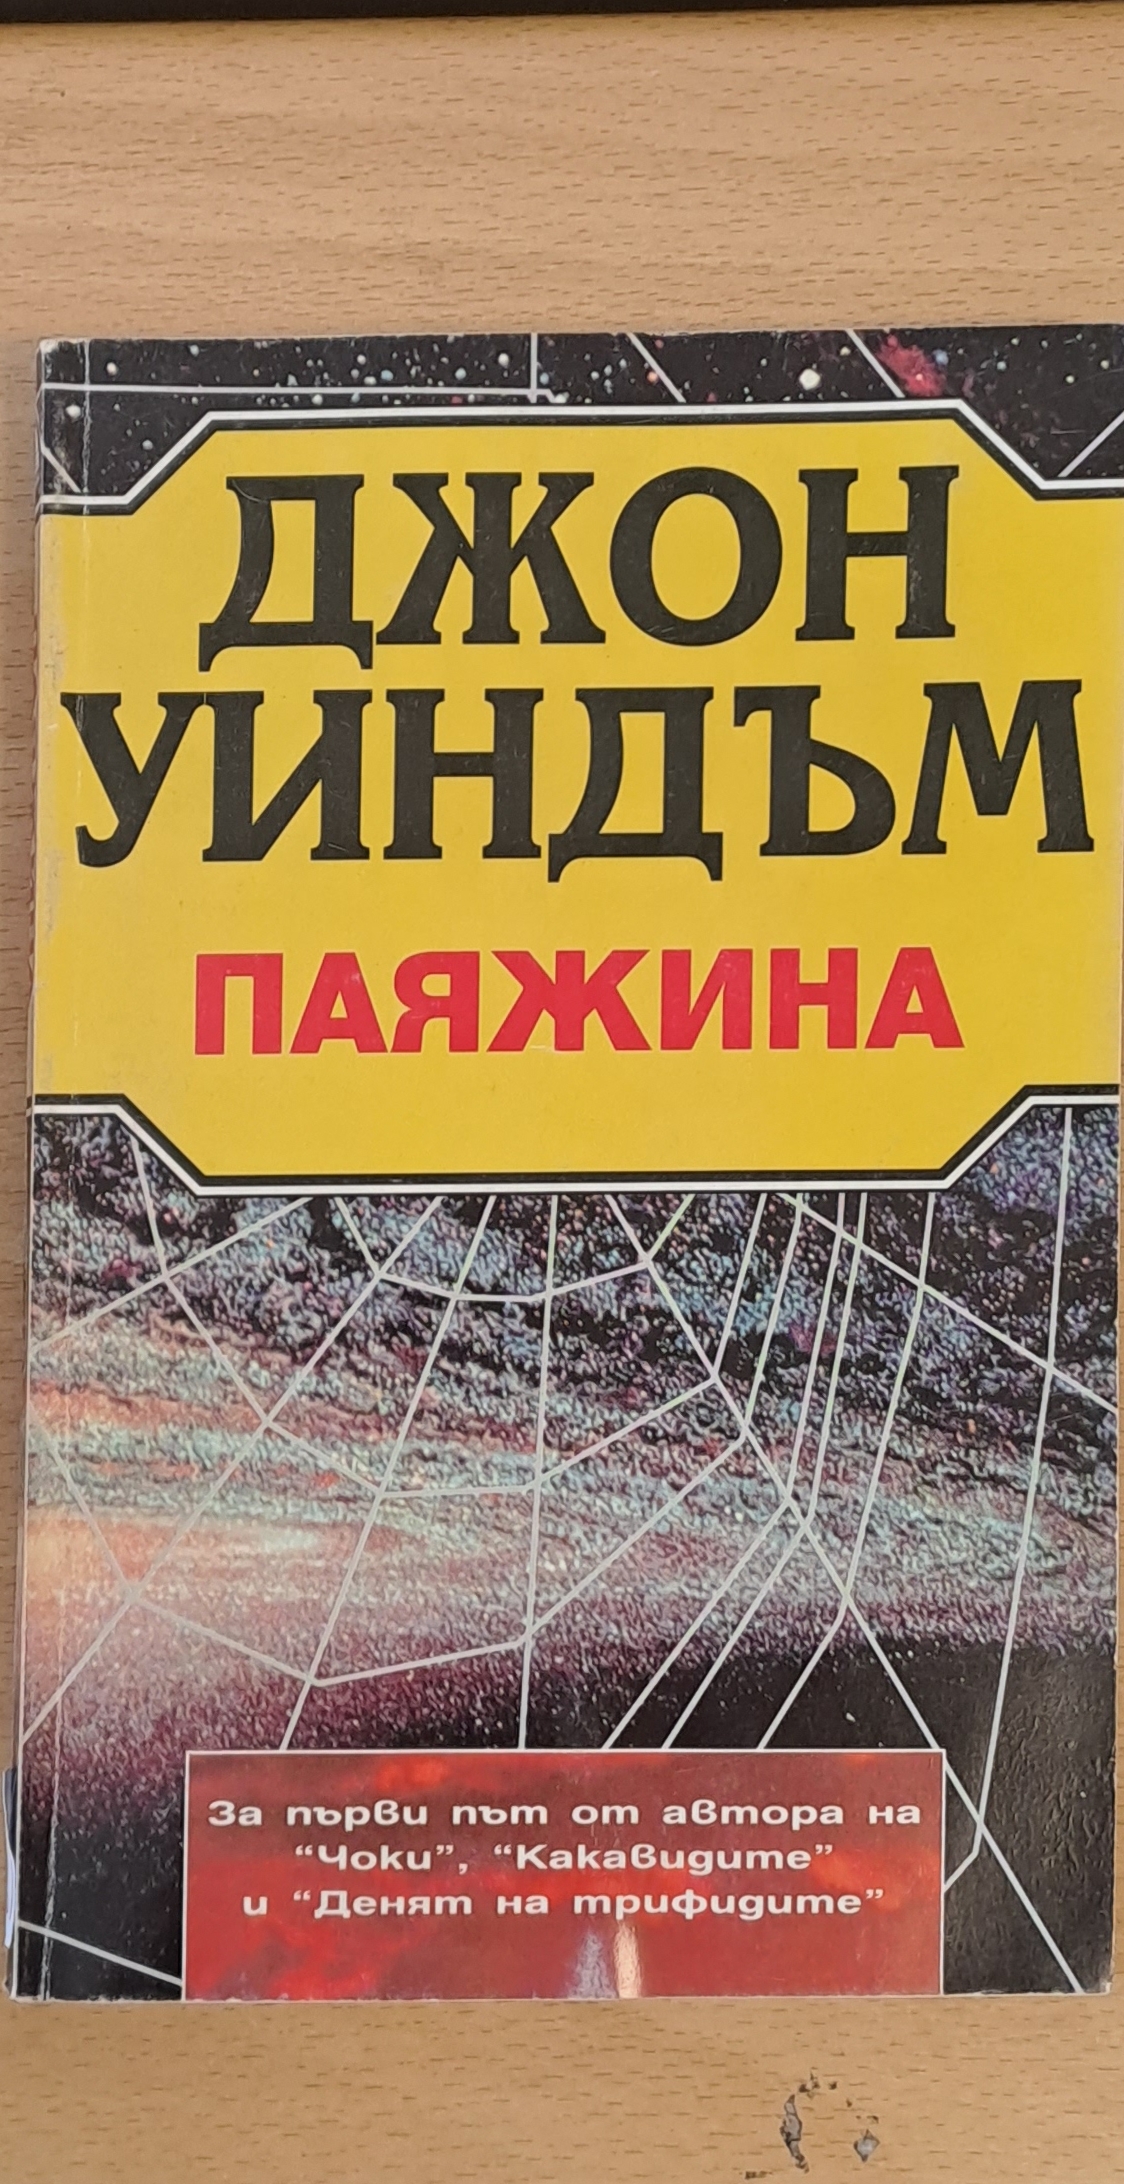 ДЖОН
УИНДЪМ
ПАЯЖИНА
За първи път от автора на
“Чоки”, “Какавидите”
и “Денят на трифидите”